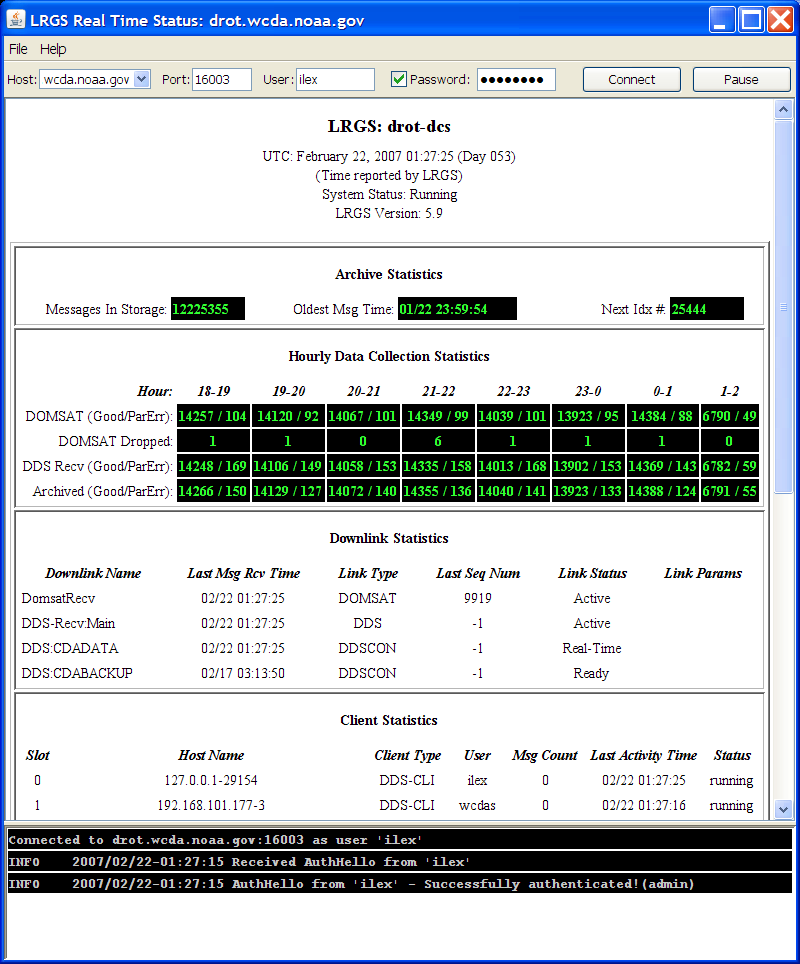 LRGS Real Time Status: drot.wcda.noaa.gov
File Help
Host: wcda.noaa.gov Port: 16003 User: ilex Password: ●●●●●●●● Connect Pause
LRGS: drot-dcs
UTC: February 22, 2007 01:27:25 (Day 053)
(Time reported by LRGS)
System Status: Running
LRGS Version: 5.9
Archive Statistics
Messages In Storage: 12225355 Oldest Msg Time: 01/22 23:59:54 Next Idx #: 25444
Hourly Data Collection Statistics
Hour: 18-19 19-20 20-21 21-22 22-23 23-0 0-1 1-2
DOMSAT (Good/ParErr): 14257 / 104 14120 / 92 14067 / 101 14349 / 99 14039 / 101 13923 / 95 14384 / 88 6790 / 49
DOMSAT Dropped: 1 1 0 6 1 1 1 0
DDS Recv (Good/ParErr): 14248 / 169 14106 / 149 14058 / 153 14335 / 158 14013 / 168 13902 / 153 14369 / 143 6782 / 59
Archived (Good/ParErr): 14266 / 150 14129 / 127 14072 / 140 14355 / 136 14040 / 141 13923 / 133 14388 / 124 6791 / 55
Downlink Statistics
Downlink Name Last Msg Rcv Time Link Type Last Seq Num Link Status Link Params
DomsatRecv 02/22 01:27:25 DOMSAT 9919 Active
DDS-Recv:Main 02/22 01:27:25 DDS -1 Active
DDS:CDADATA 02/22 01:27:25 DDSCON -1 Real-Time
DDS:CDABACKUP 02/17 03:13:50 DDSCON -1 Ready
Client Statistics
Slot Host Name Client Type User Msg Count Last Activity Time Status
0 127.0.0.1-29154 DDS-CLI ilex 0 02/22 01:27:25 running
1 192.168.101.177-3 DDS-CLI wcdas 0 02/22 01:27:16 running
Connected to drot.wcda.noaa.gov:16003 as user 'ilex'
INFO 2007/02/22-01:27:15 Received AuthHello from 'ilex'
INFO 2007/02/22-01:27:15 AuthHello from 'ilex' - Successfully authenticated!(admin)